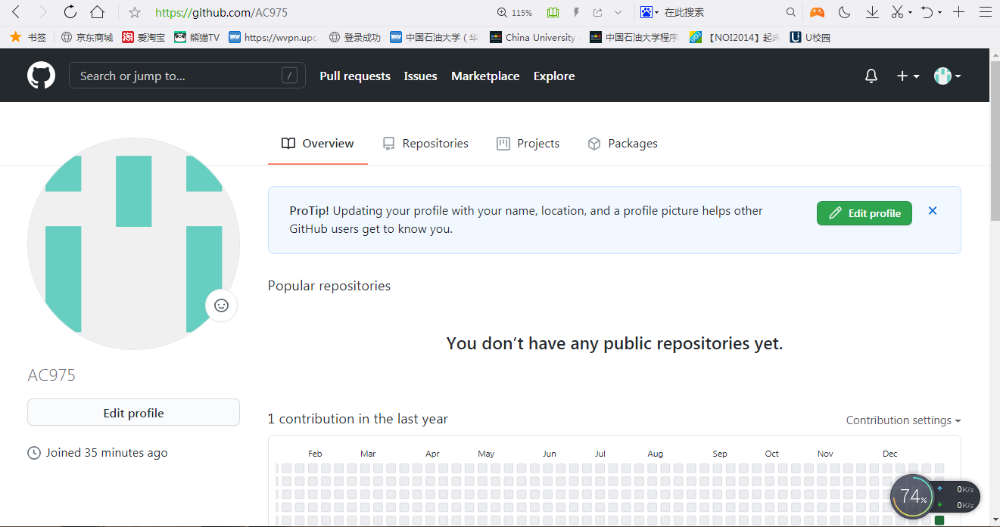 https://github.com/AC975
115%
在此搜索
书签
京东商城
淘
爱淘宝
熊猫TV
https://wvpn.upc.
登录成功
中国石油大学（华
China University
中国石油大学程序
【NOI2014】起床
U校园
Search or jump to...
/
Pull requests
Issues
Marketplace
Explore
Overview
Repositories
Projects
Packages
ProTip! Updating your profile with your name, location, and a profile picture helps other
GitHub users get to know you.
Edit profile
Popular repositories
You don’t have any public repositories yet.
AC975
Edit profile
Joined 35 minutes ago
1 contribution in the last year
Contribution settings
Feb Mar Apr May Jun Jul Aug Sep Oct Nov Dec
74%
0K/s
0K/s